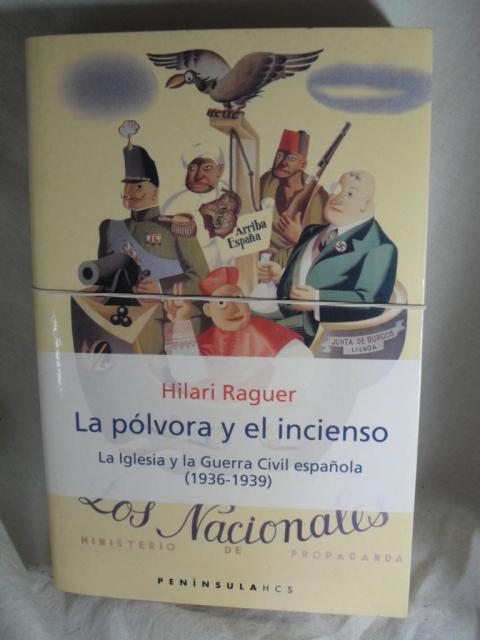 Arriba
España
JUNTA DE BURGOS
LISBOA
Hilari Raguer
La pólvora y el incienso
La Iglesia y la Guerra Civil española
(1936-1939)
Los Nacionales
MINISTERIO DE PROPAGANDA
PENÍNSULA HCS